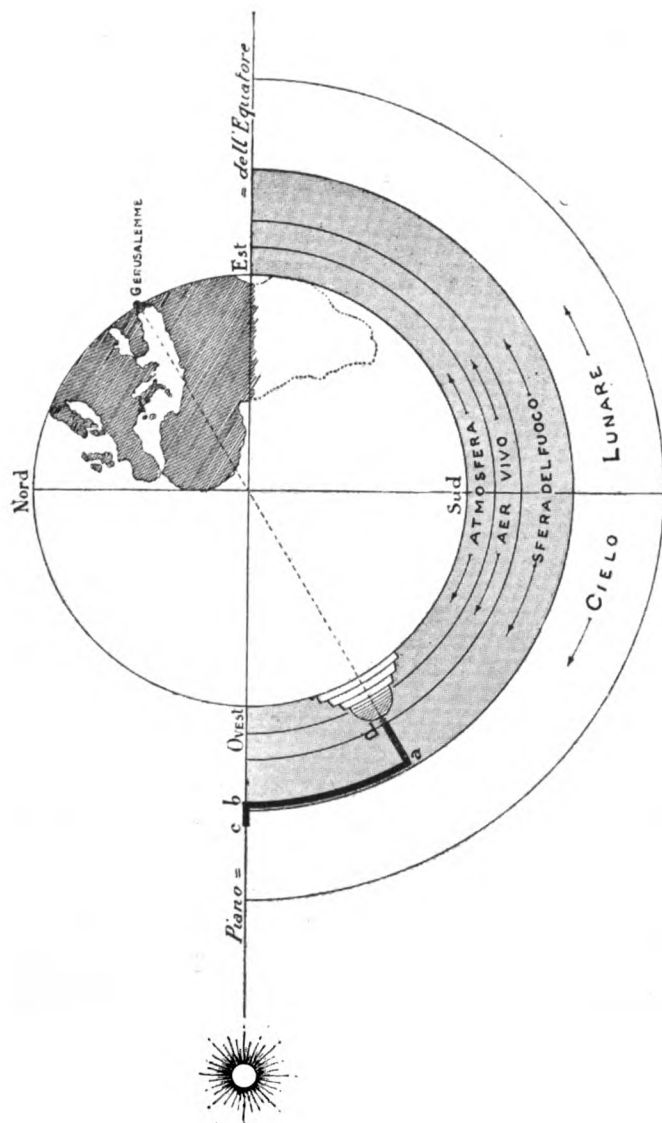 Nord
GERUSALEMME
Piano = = dell'Equatore
c
b
OVEST
Est
a
Sud
ATMOSFERA
AER VIVO
SFERA DEL FUOCO
CIELO LUNARE